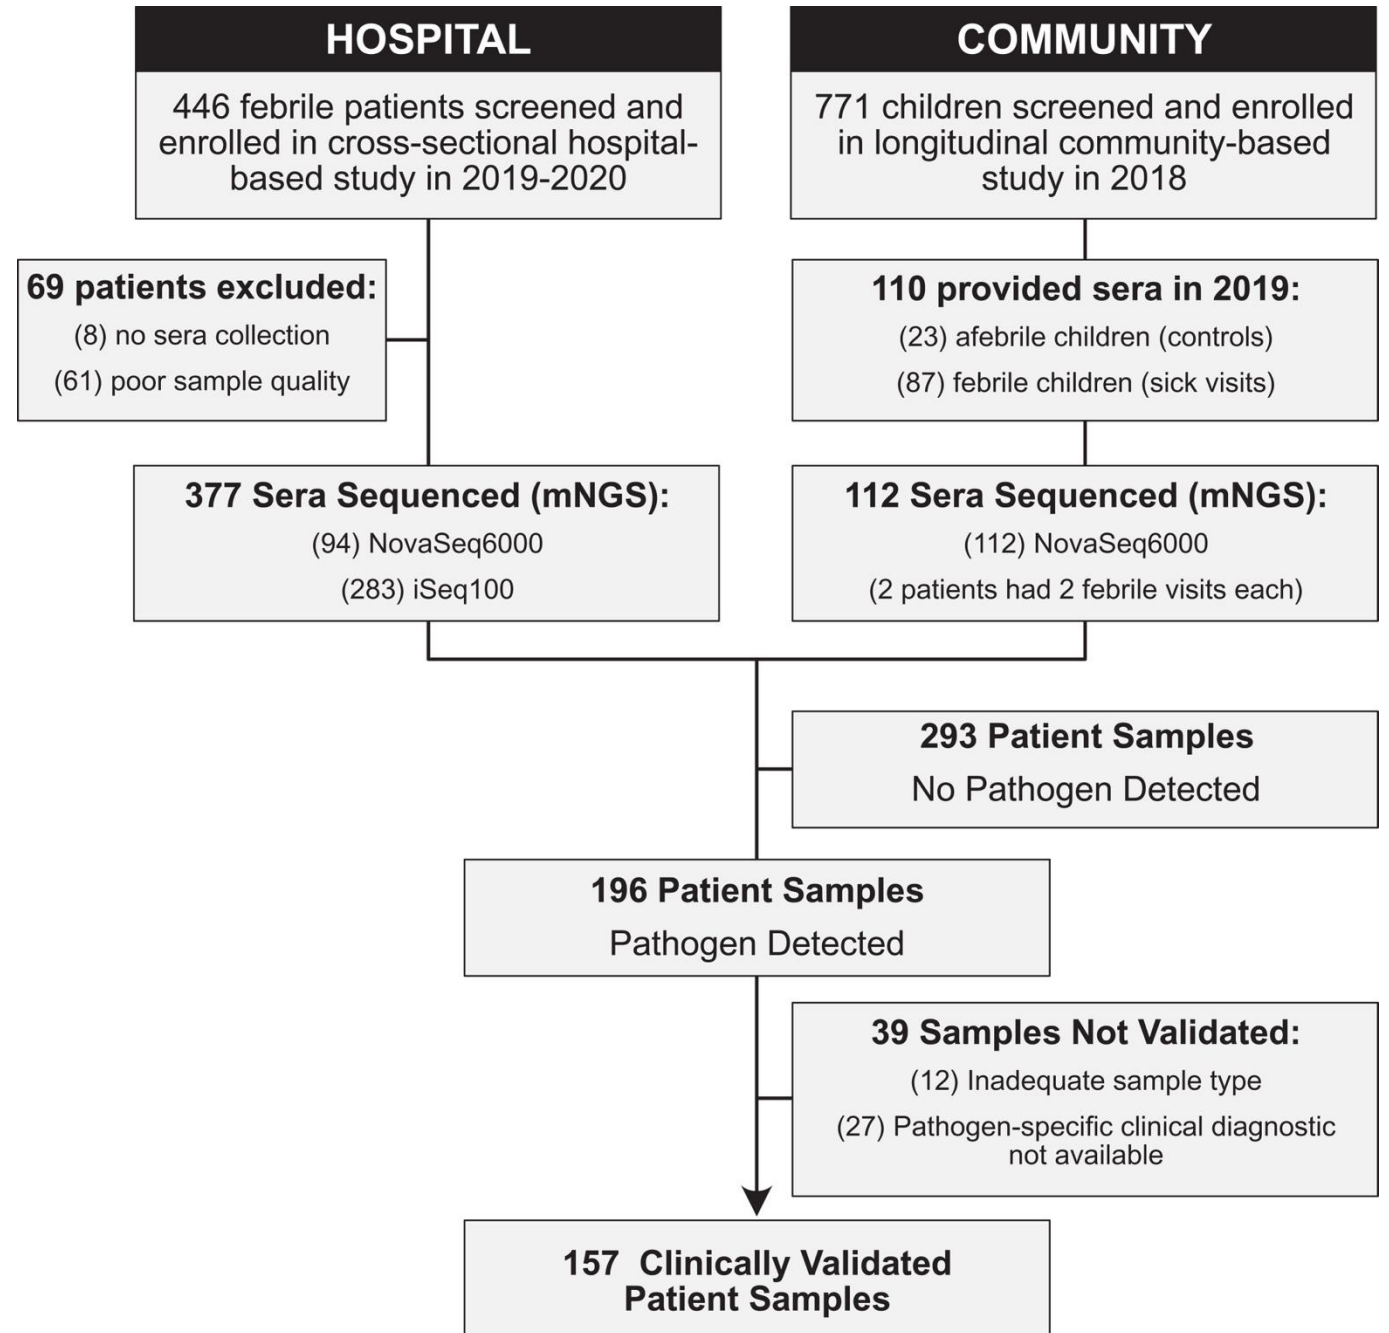 HOSPITAL
446 febrile patients screened and
enrolled in cross-sectional hospital-
based study in 2019-2020
COMMUNITY
771 children screened and enrolled
in longitudinal community-based
study in 2018
69 patients excluded:
(8) no sera collection
(61) poor sample quality
110 provided sera in 2019:
(23) afebrile children (controls)
(87) febrile children (sick visits)
377 Sera Sequenced (mNGS):
(94) NovaSeq6000
(283) iSeq100
112 Sera Sequenced (mNGS):
(112) NovaSeq6000
(2 patients had 2 febrile visits each)
293 Patient Samples
No Pathogen Detected
196 Patient Samples
Pathogen Detected
39 Samples Not Validated:
(12) Inadequate sample type
(27) Pathogen-specific clinical diagnostic
not available
157 Clinically Validated
Patient Samples